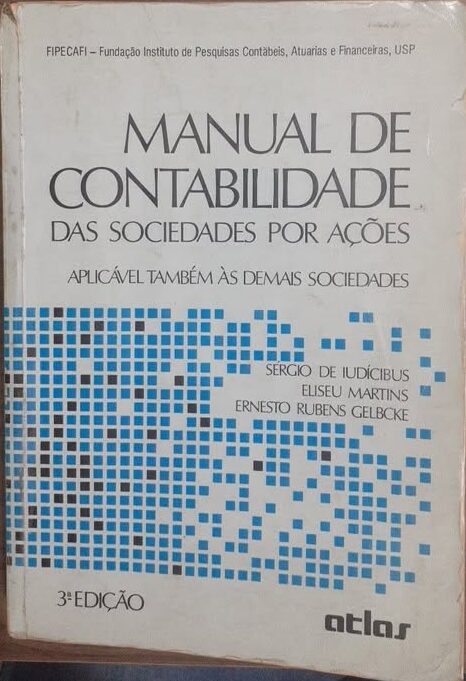 FIPECAFI – Fundação Instituto de Pesquisas Contábeis, Atuarias e Financeiras, USP
MANUAL DE
CONTABILIDADE
DAS SOCIEDADES POR AÇÕES
APLICÁVEL TAMBÉM ÀS DEMAIS SOCIEDADES
SÉRGIO DE IUDÍCIBUS
ELISEU MARTINS
ERNESTO RUBENS GELBCKE
3ª EDIÇÃO
atlas